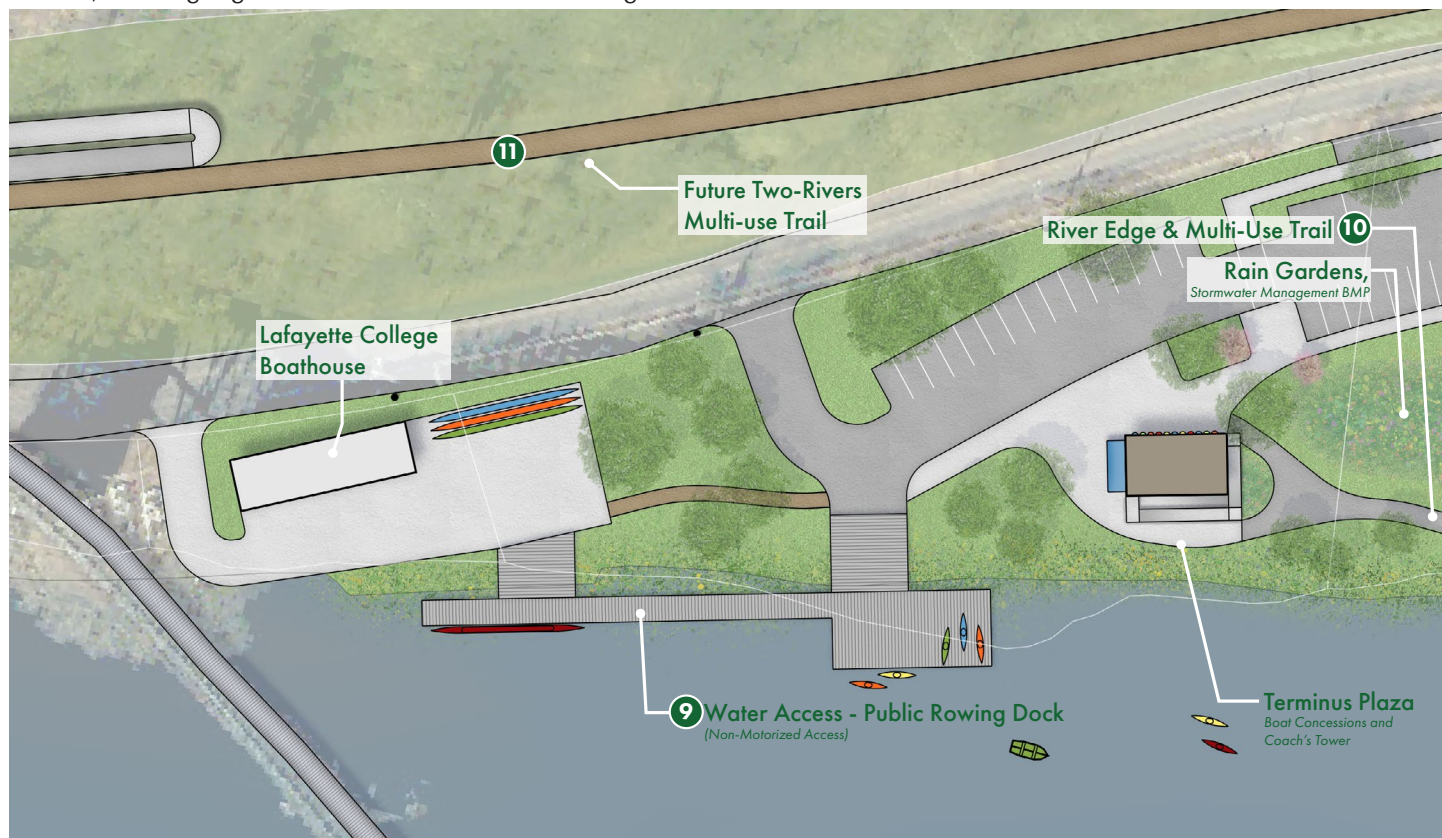 11
Future Two-Rivers
Multi-use Trail
River Edge & Multi-Use Trail 10
Rain Gardens,
Stormwater Management BMP
Lafayette College
Boathouse
9 Water Access - Public Rowing Dock
(Non-Motorized Access)
Terminus Plaza
Boat Concessions and
Coach's Tower